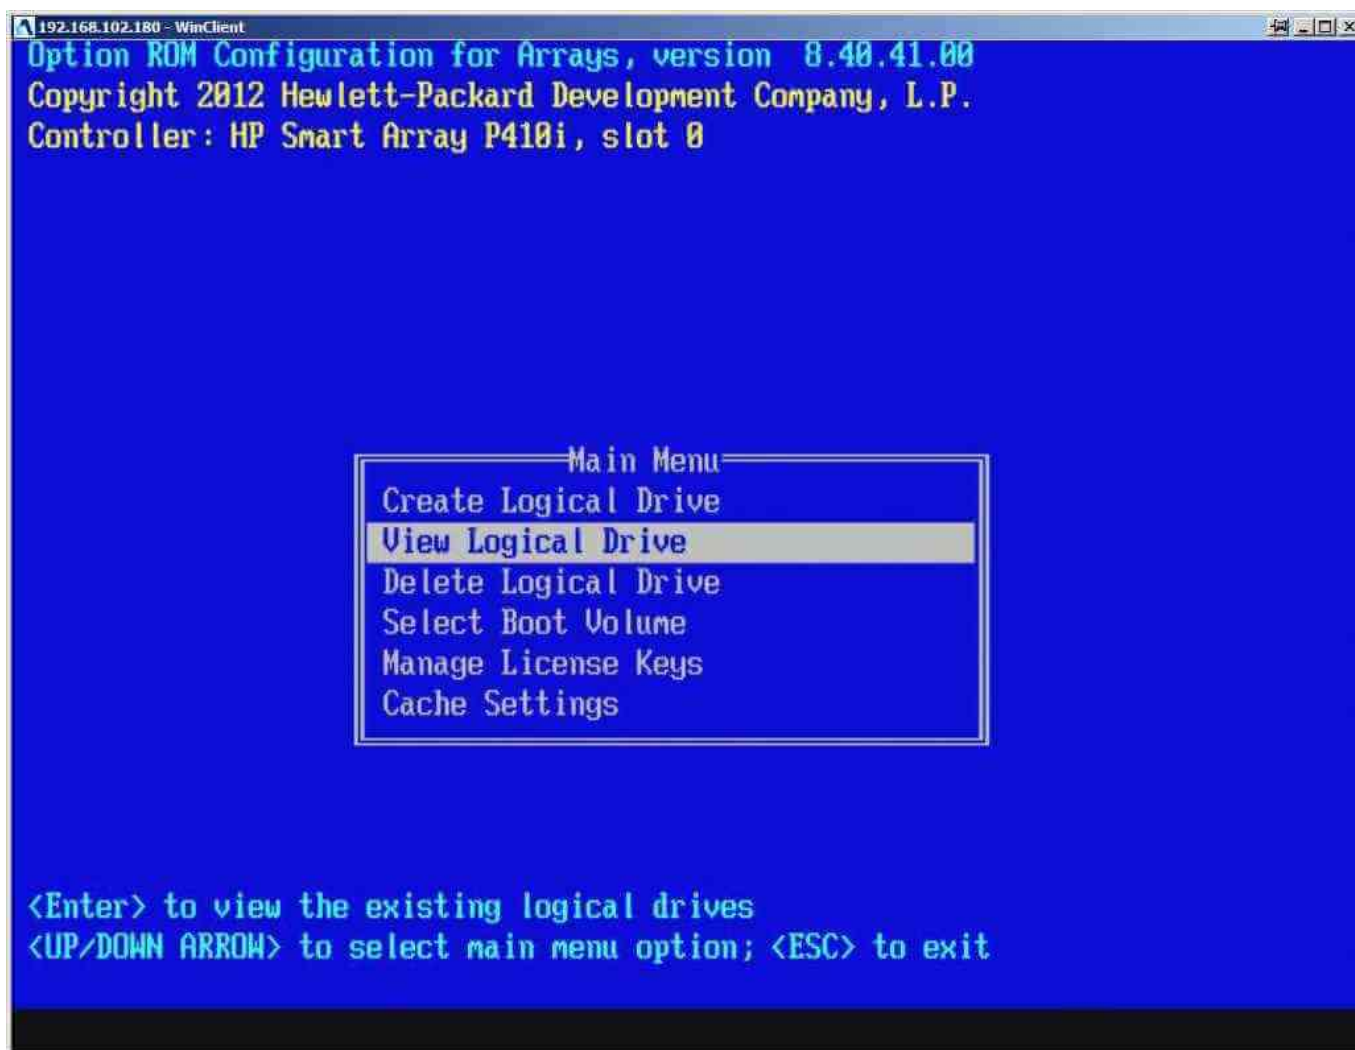 192.168.102.180 - WinClient
Option ROM Configuration for Arrays, version  8.40.41.00
Copyright 2012 Hewlett-Packard Development Company, L.P.
Controller: HP Smart Array P410i, slot 0
Main Menu
Create Logical Drive
View Logical Drive
Delete Logical Drive
Select Boot Volume
Manage License Keys
Cache Settings
<Enter> to view the existing logical drives
<UP/DOWN ARROW> to select main menu option; <ESC> to exit